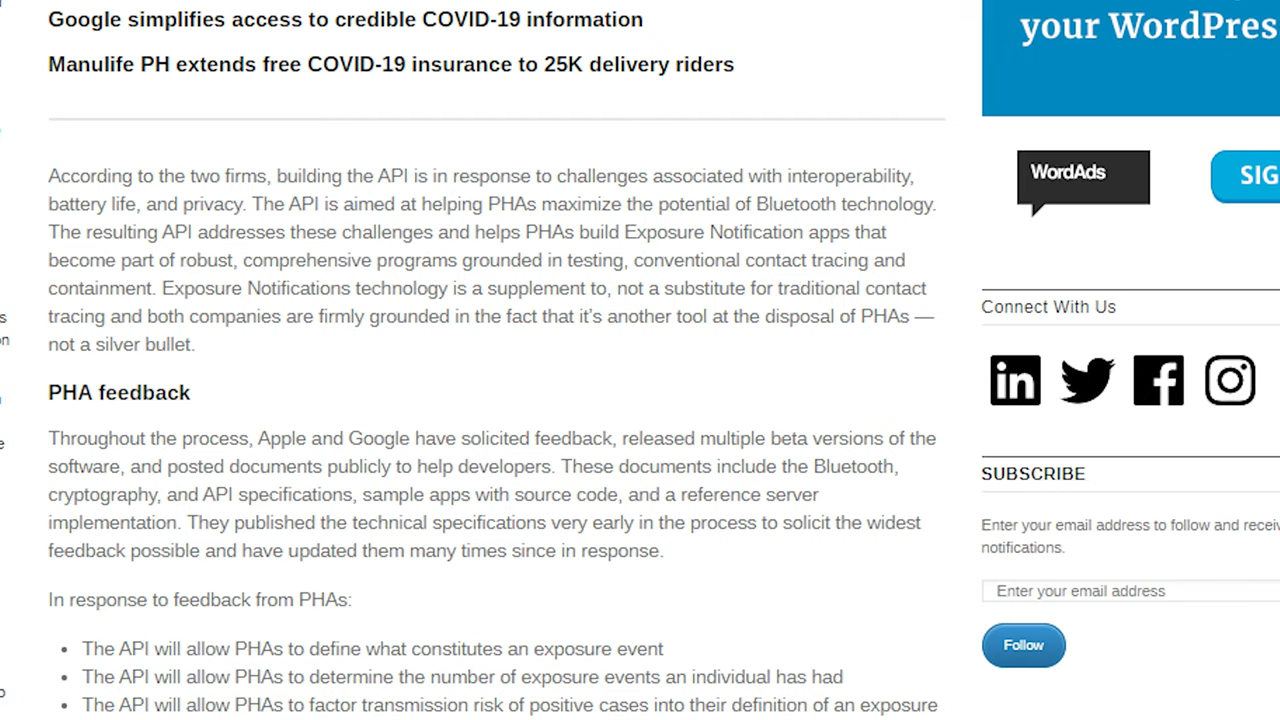 Google simplifies access to credible COVID-19 information
Manulife PH extends free COVID-19 insurance to 25K delivery riders
According to the two firms, building the API is in response to challenges associated with interoperability,
battery life, and privacy. The API is aimed at helping PHAs maximize the potential of Bluetooth technology.
The resulting API addresses these challenges and helps PHAs build Exposure Notification apps that
become part of robust, comprehensive programs grounded in testing, conventional contact tracing and
containment. Exposure Notifications technology is a supplement to, not a substitute for traditional contact
tracing and both companies are firmly grounded in the fact that it’s another tool at the disposal of PHAs —
not a silver bullet.
PHA feedback
Throughout the process, Apple and Google have solicited feedback, released multiple beta versions of the
software, and posted documents publicly to help developers. These documents include the Bluetooth,
cryptography, and API specifications, sample apps with source code, and a reference server
implementation. They published the technical specifications very early in the process to solicit the widest
feedback possible and have updated them many times since in response.
In response to feedback from PHAs:
• The API will allow PHAs to define what constitutes an exposure event
• The API will allow PHAs to determine the number of exposure events an individual has had
• The API will allow PHAs to factor transmission risk of positive cases into their definition of an exposure
your WordPres
WordAds
SIG
Connect With Us
in
SUBSCRIBE
Enter your email address to follow and receiv
notifications.
Enter your email address
Follow